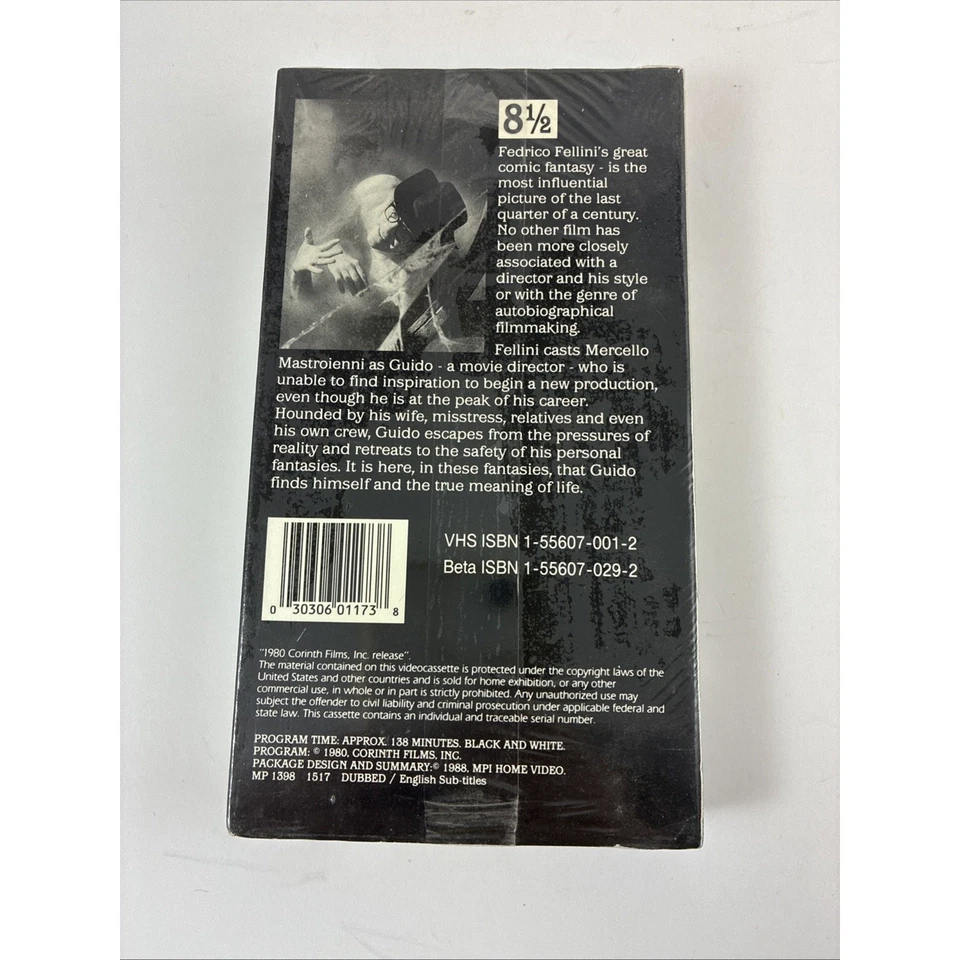 8½
Fedrico Fellini's great
comic fantasy - is the
most influential
picture of the last
quarter of a century.
No other film has
been more closely
associated with a
director and his style
or with the genre of
autobiographical
filmmaking.
Fellini casts Mercello
Mastroienni as Guido - a movie director - who is
unable to find inspiration to begin a new production,
even though he is at the peak of his career.
Hounded by his wife, misstress, relatives and even
his own crew, Guido escapes from the pressures of
reality and retreats to the safety of his personal
fantasies. It is here, in these fantasies, that Guido
finds himself and the true meaning of life.
VHS ISBN 1-55607-001-2
Beta ISBN 1-55607-029-2
0 30306 01173 8
"1980 Corinth Films, Inc. release".
The material contained on this videocassette is protected under the copyright laws of the
United States and other countries and is sold for home exhibition, or any other
commercial use, in whole or in part is strictly prohibited. Any unauthorized use may
subject the offender to civil liability and criminal prosecution under applicable federal and
state law. This cassette contains an individual and traceable serial number.
PROGRAM TIME: APPROX. 138 MINUTES. BLACK AND WHITE.
PROGRAM: © 1980, CORINTH FILMS, INC.
PACKAGE DESIGN AND SUMMARY:© 1988, MPI HOME VIDEO.
MP 1398 1517 DUBBED / English Sub-titles